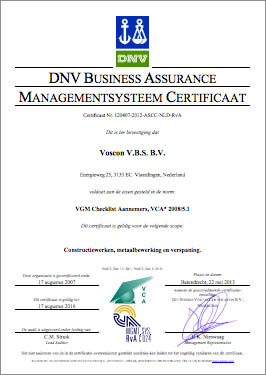 DNV
DNV BUSINESS ASSURANCE
MANAGEMENTSYSTEEM CERTIFICAAT
Certificaat Nr. 120407-2012-ASCC-NLD-RvA
Dit is ter bevestiging dat
Voscon V.B.S. B.V.
Energieweg 25, 3133 EC Vlaardingen, Nederland
voldoet aan de eisen gesteld in de norm:
VGM Checklist Aannemers, VCA* 2008/5.1
Dit certificaat is geldig voor de volgende scope:
Constructiewerken, metaalbewerking en verspaning.
Deze organisatie is gecertificeerd sinds:
17 augustus 2007
Plaats en datum:
Barendrecht, 22 mei 2013
Dit certificaat is geldig tot:
17 augustus 2016
VCA
De audit is uitgevoerd onder leiding van:
C.M. Struik
Lead Auditor
MGMT. SYS.
RvA C024
Nieuweg
Management Representative